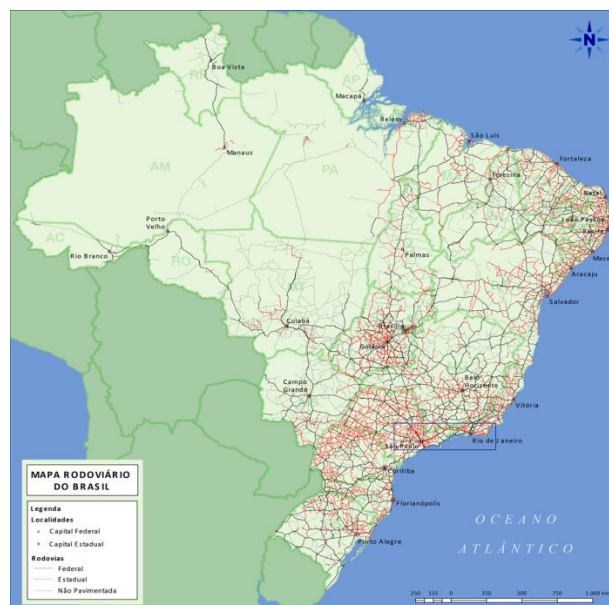 N
RR
Boa Vista
AP
Macapá
Belém
São Luis
Manaus
Fortaleza
AM
PA
Teresina
Natal
João Pessoa
Recife
Porto
Velho
AC
Rio Branco
Palmas
Mace
Aracaju
RO
MT
Salvador
Cuiabá
Brasília
Goiânia
Campo
Grande
Belo
Horizonte
Vitória
São Paulo
Rio de Janeiro
Curitiba
Florianópolis
Porto Alegre
MAPA RODOVIÁRIO
DO BRASIL
Legenda
Localidades
Capital Federal
Capital Estadual
Rodovias
Federal
Estadual
Não Pavimentada
OCEANO
ATLÂNTICO
250 125 0 250 500 750 1.000 km